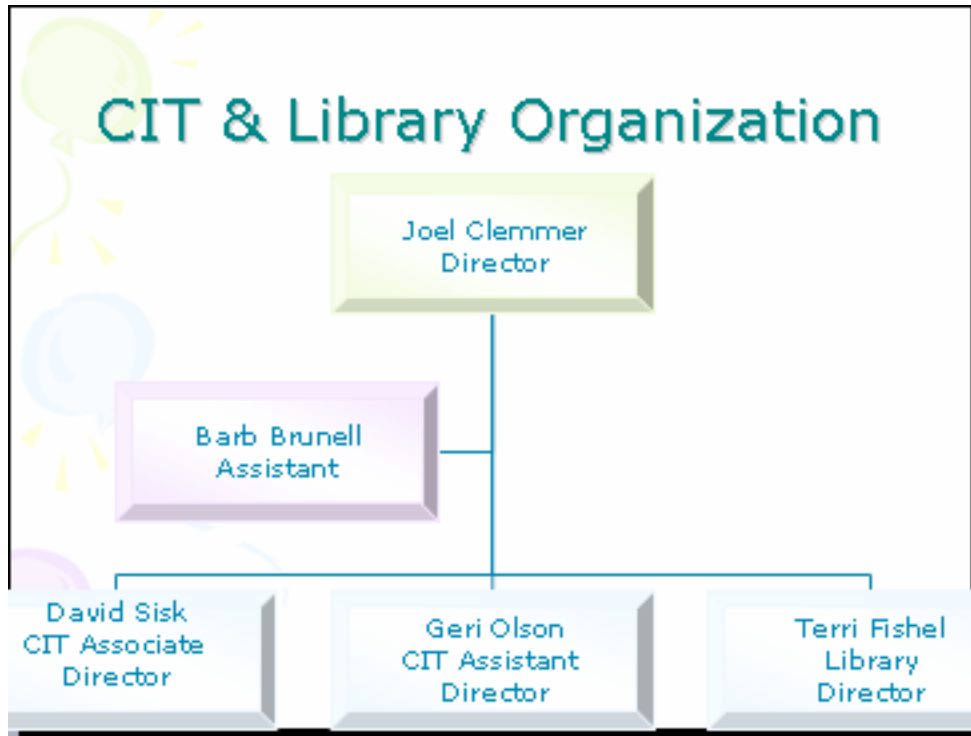 CIT & Library Organization
Joel Clemmer
Director
Barb Brunell
Assistant
David Sisk
CIT Associate
Director
Geri Olson
CIT Assistant
Director
Terri Fishel
Library
Director